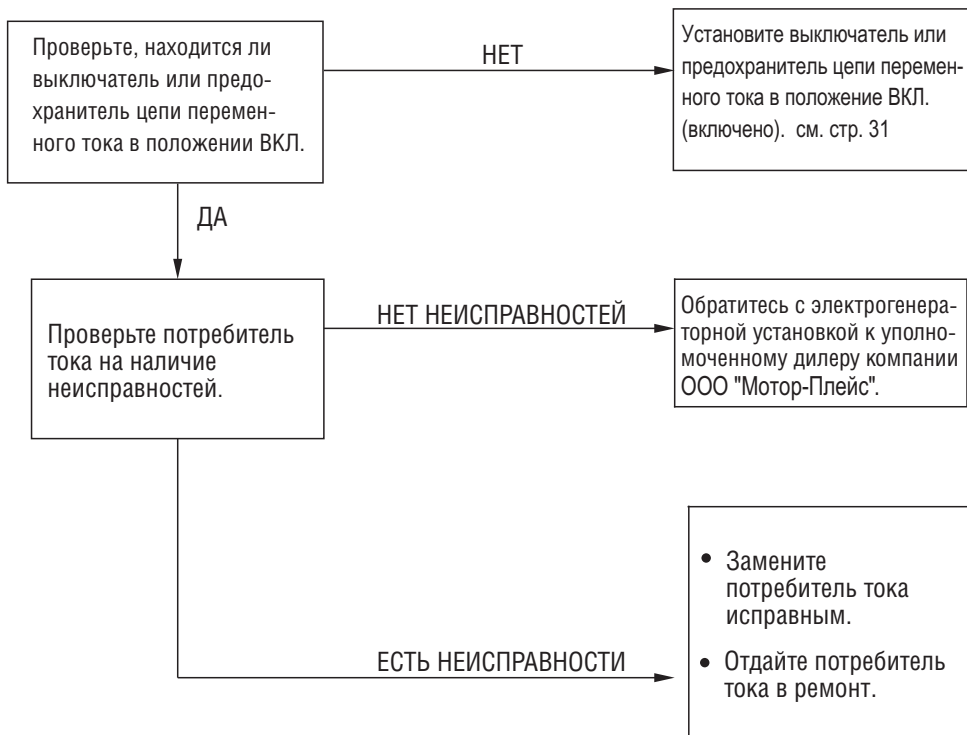 Проверьте, находится ли
выключатель или предо-
хранитель цепи перемен-
ного тока в положении ВКЛ.
НЕТ
Установите выключатель или
предохранитель цепи перемен-
ного тока в положение ВКЛ.
(включено). см. стр. 31
ДА
Проверьте потребитель
тока на наличие
неисправностей.
НЕТ НЕИСПРАВНОСТЕЙ
Обратитесь с электрогенера-
торной установкой к уполно-
моченному дилеру компании
ООО "Мотор-Плейс".
ЕСТЬ НЕИСПРАВНОСТИ
• Замените
потребитель тока
исправным.
• Отдайте потребитель
тока в ремонт.